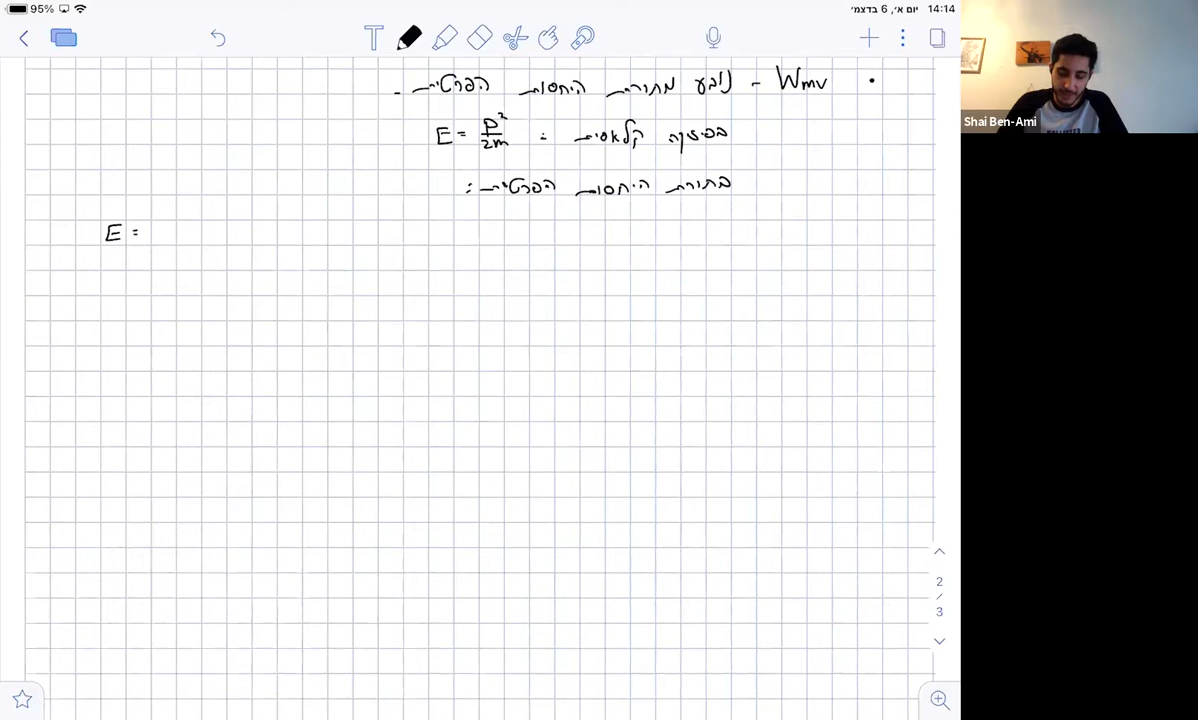 95%
14:14 יום א׳, 6 בדצמ׳
• Wmv - נובע מתורת היחסות הפרטית -
בפיזיקה קלאסית : E = P²/2m
בתורת היחסות הפרטית :
E =
Shai Ben-Ami
2
/
3